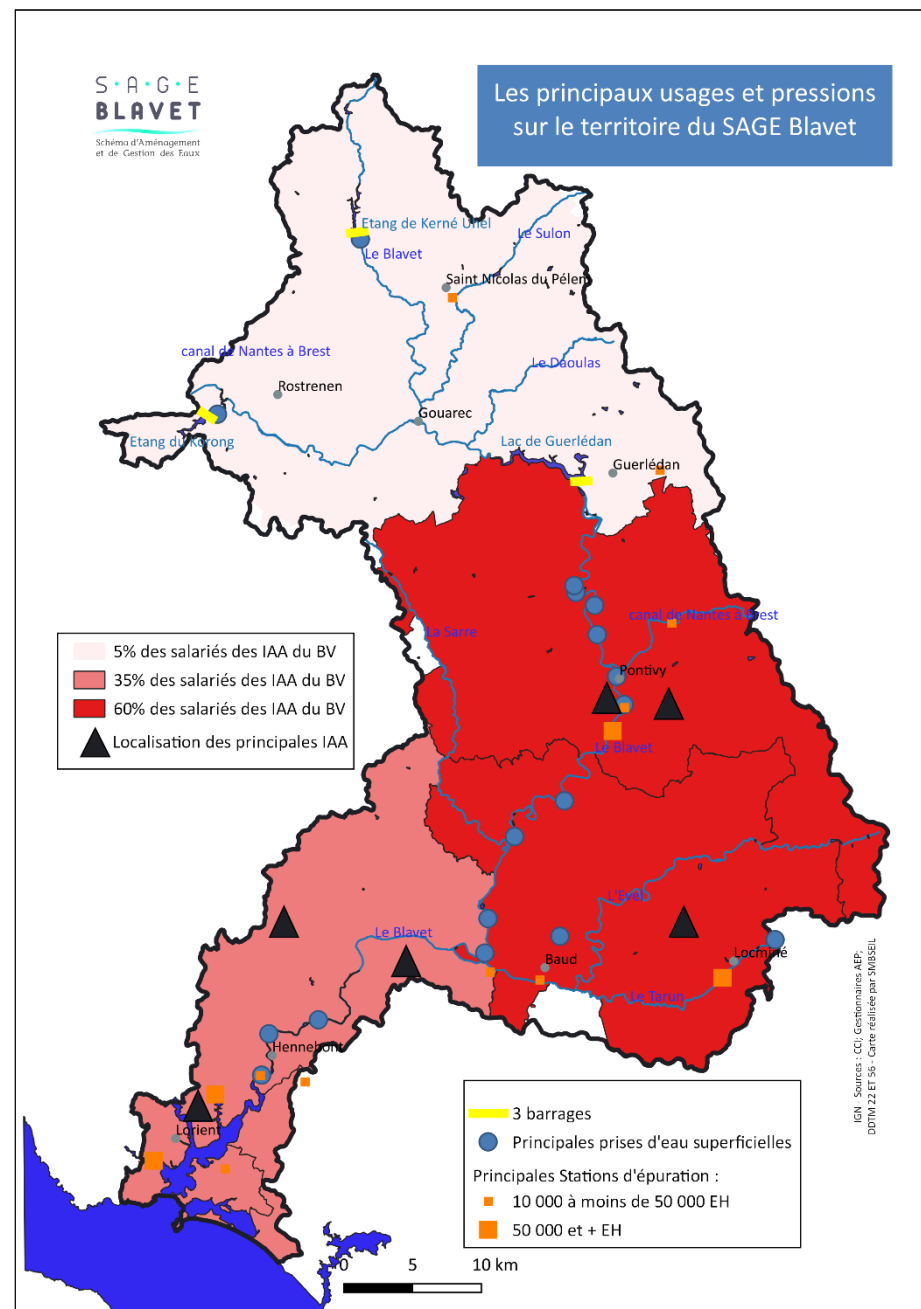 S·A·G·E
BLAVET
Schéma d'Aménagement
et de Gestion des Eaux
Les principaux usages et pressions
sur le territoire du SAGE Blavet
Etang de Kerné Uhel
Le Sulon
Le Blavet
Saint Nicolas du Pélem
canal de Nantes à Brest
Le Daoulas
Rostrenen
Gouarec
Etang du Korong
Lac de Guerlédan
Guerlédan
canal de Nantes à Brest
La Sarre
5% des salariés des IAA du BV
35% des salariés des IAA du BV
60% des salariés des IAA du BV
Localisation des principales IAA
Pontivy
Le Blavet
L'Evel
Le Blavet
Baud
Locminé
Le Tarun
Hennebont
Lorient
3 barrages
Principales prises d'eau superficielles
Principales Stations d'épuration :
10 000 à moins de 50 000 EH
50 000 et + EH
0 5 10 km
IGN - Sources : CCI; Gestionnaires AEP;
DDTM 22 ET 56 - Carte réalisée par SMBSEIL